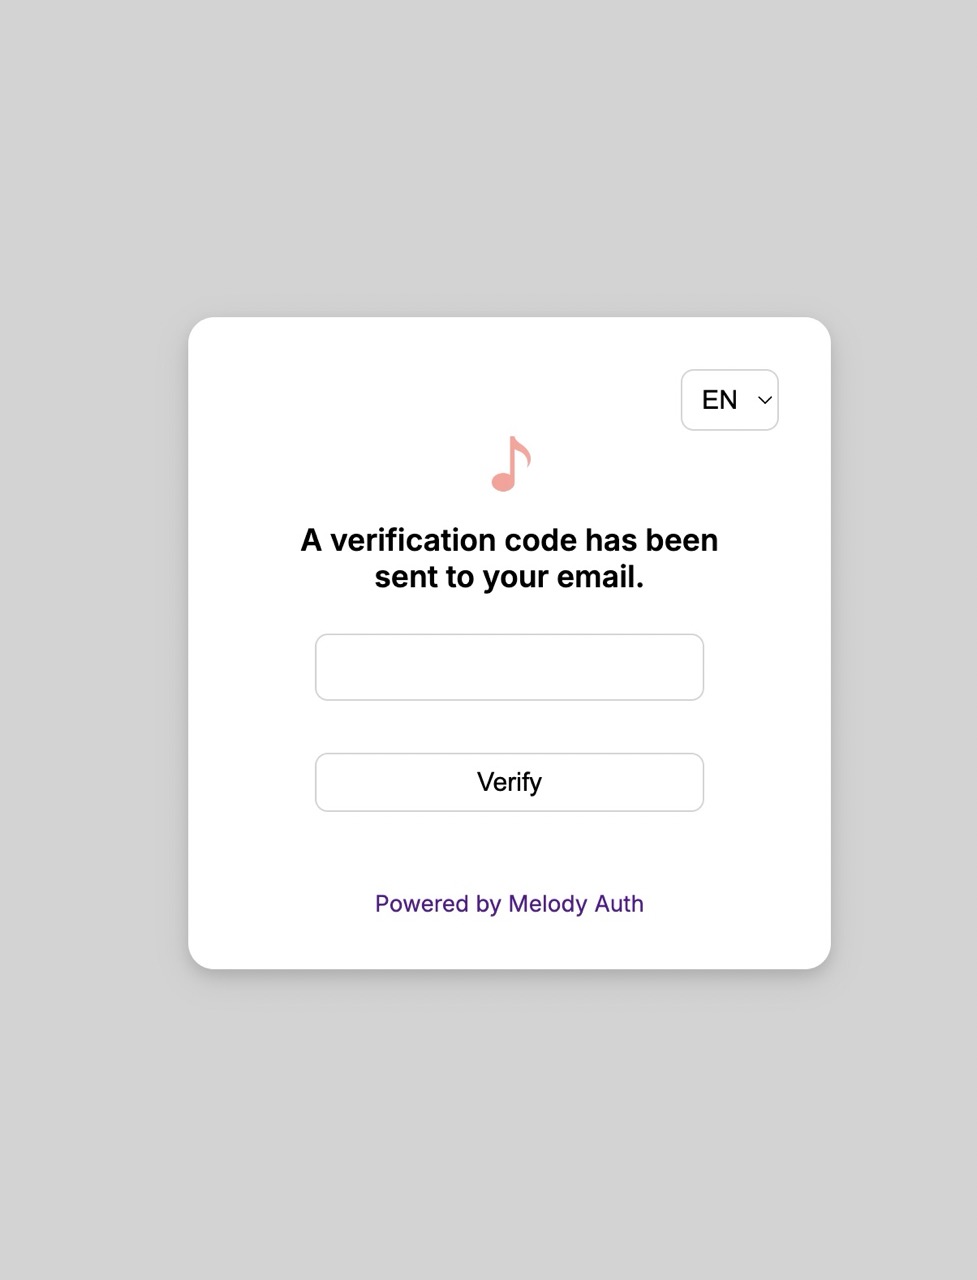 EN
A verification code has been
sent to your email.
Verify
Powered by Melody Auth